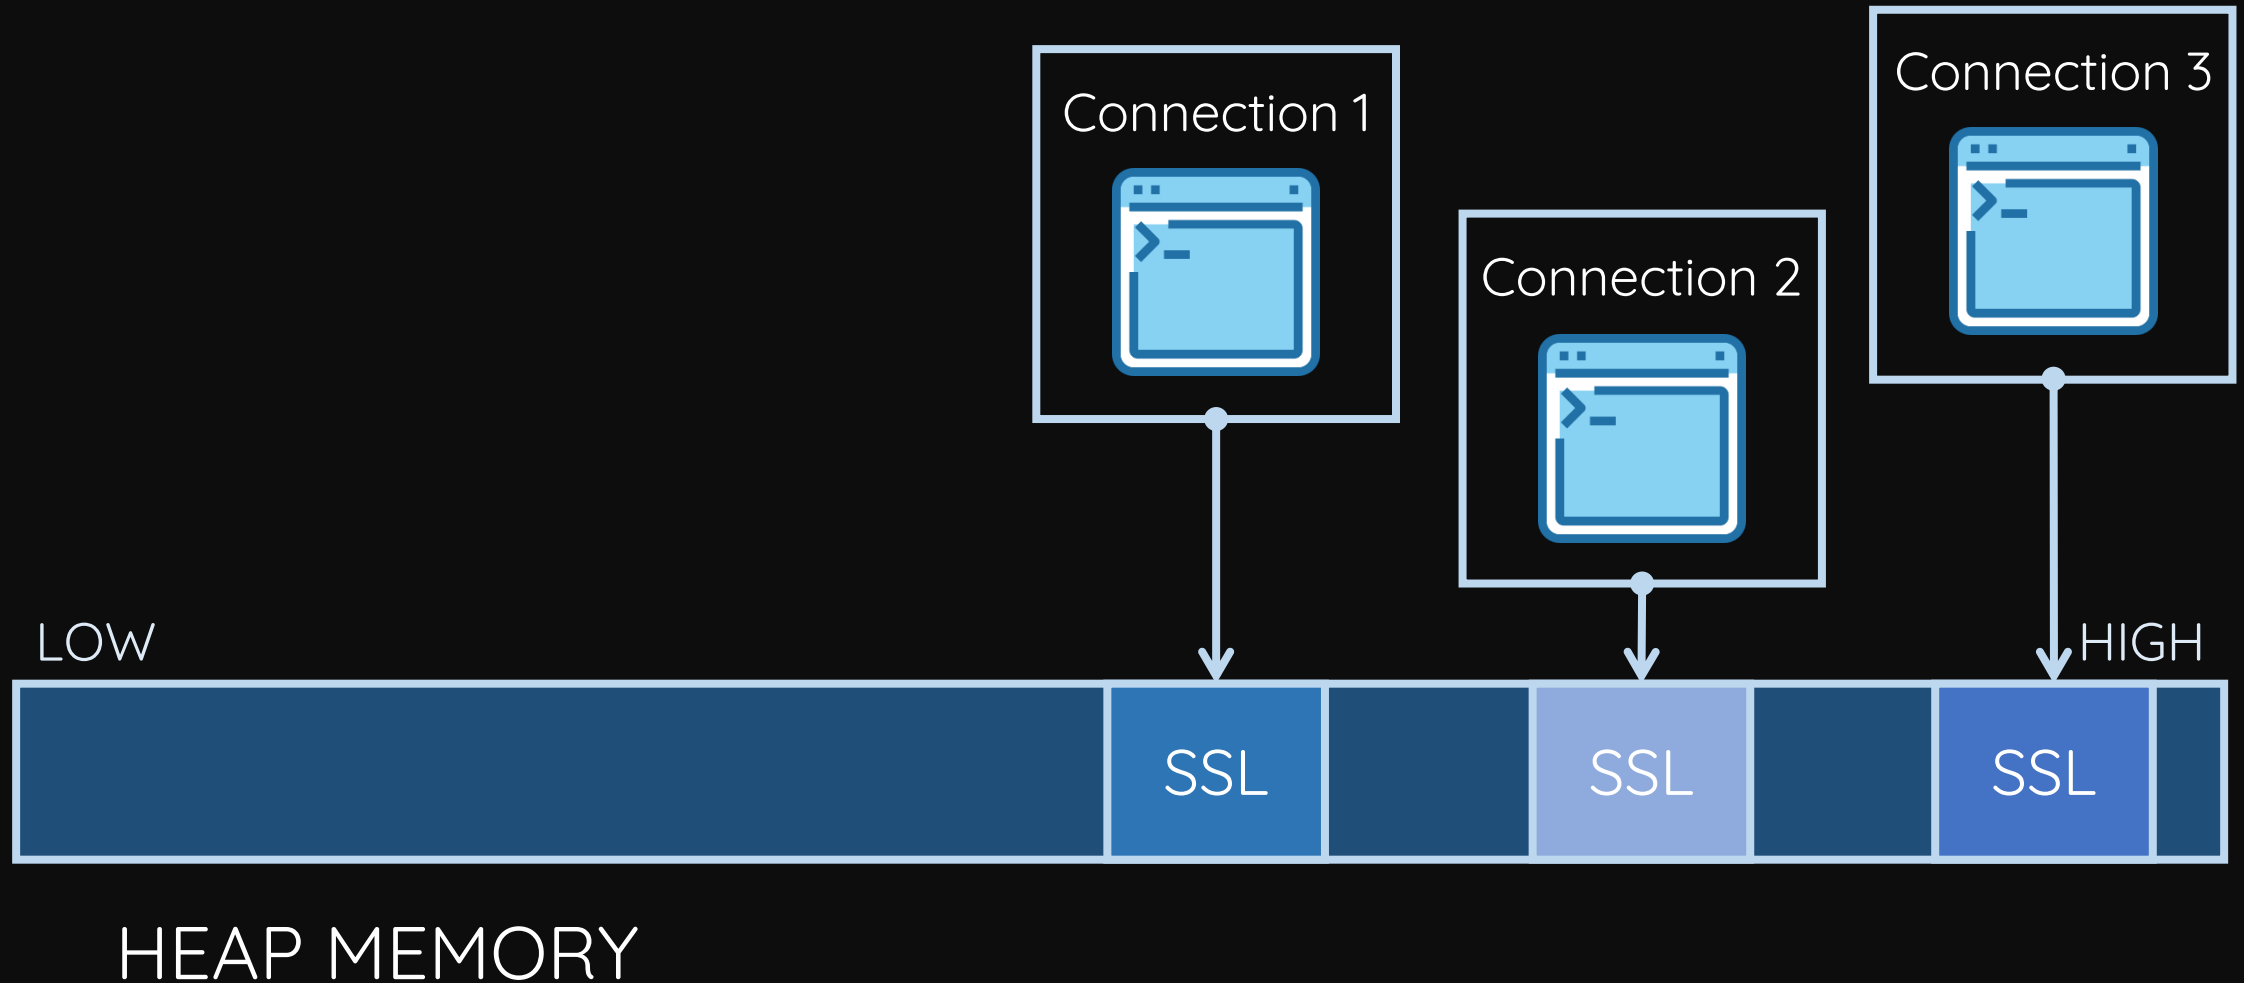 Connection 1
Connection 2
Connection 3
LOW
HIGH
SSL
SSL
SSL
HEAP MEMORY